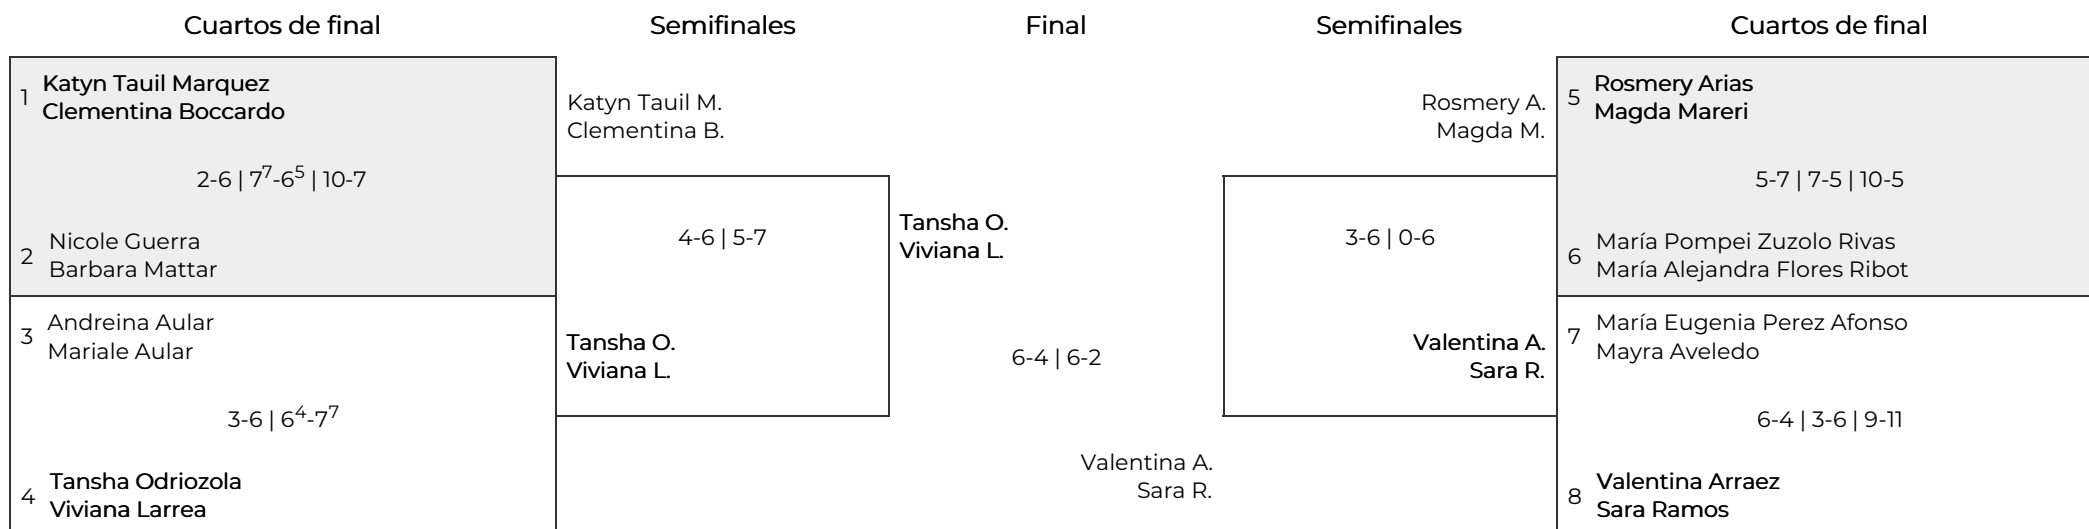 Cuartos de final
Semifinales
Final
Semifinales
Cuartos de final
1
Katyn Tauil Marquez
Clementina Boccardo
2-6 | 7⁷-6⁵ | 10-7
2
Nicole Guerra
Barbara Mattar
3
Andreina Aular
Mariale Aular
3-6 | 6⁴-7⁷
4
Tansha Odriozola
Viviana Larrea
Katyn Tauil M.
Clementina B.
4-6 | 5-7
Tansha O.
Viviana L.
Tansha O.
Viviana L.
6-4 | 6-2
Valentina A.
Sara R.
Rosmery A.
Magda M.
3-6 | 0-6
Valentina A.
Sara R.
5
Rosmery Arias
Magda Mareri
5-7 | 7-5 | 10-5
6
María Pompei Zuzolo Rivas
María Alejandra Flores Ribot
7
María Eugenia Perez Afonso
Mayra Aveledo
6-4 | 3-6 | 9-11
8
Valentina Arraez
Sara Ramos